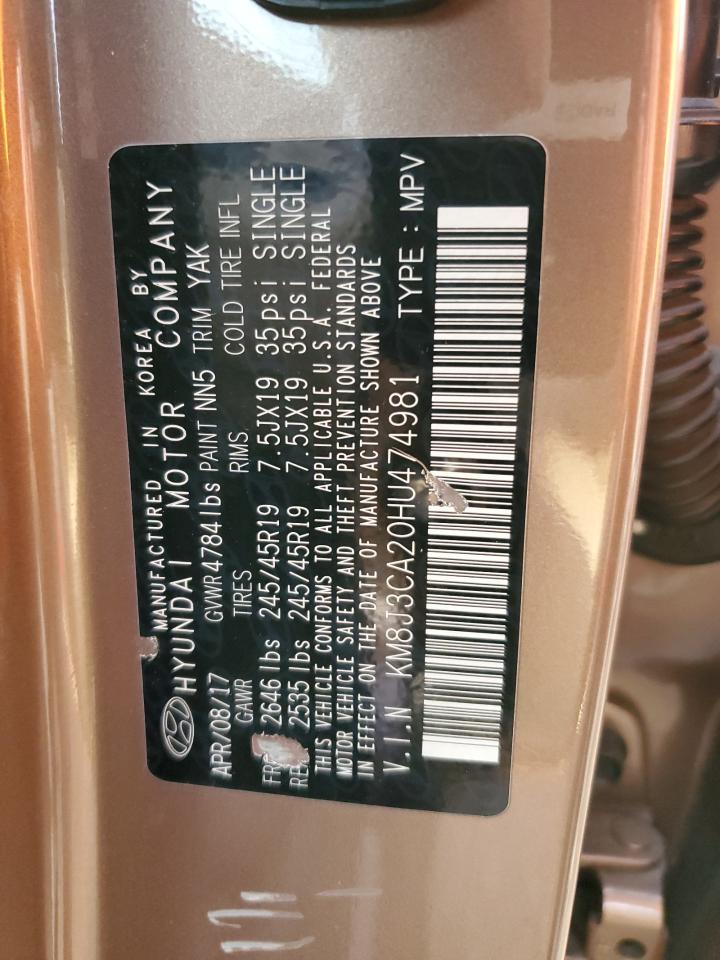 MANUFACTURED IN KOREA BY
HYUNDAI MOTOR COMPANY
APR/08/17 GVWR4784lbs PAINT NN5 TRIM YAK
GAWR TIRES RIMS COLD TIRE INFL
2646 lbs 245/45R19 7.5JX19 35psi SINGLE
2535 lbs 245/45R19 7.5JX19 35psi SINGLE
THIS VEHICLE CONFORMS TO ALL APPLICABLE U.S.A. FEDERAL
MOTOR VEHICLE SAFETY AND THEFT PREVENTION STANDARDS
IN EFFECT ON THE DATE OF MANUFACTURE SHOWN ABOVE
V.I.N KM8J3CA20HU474981 TYPE : MPV